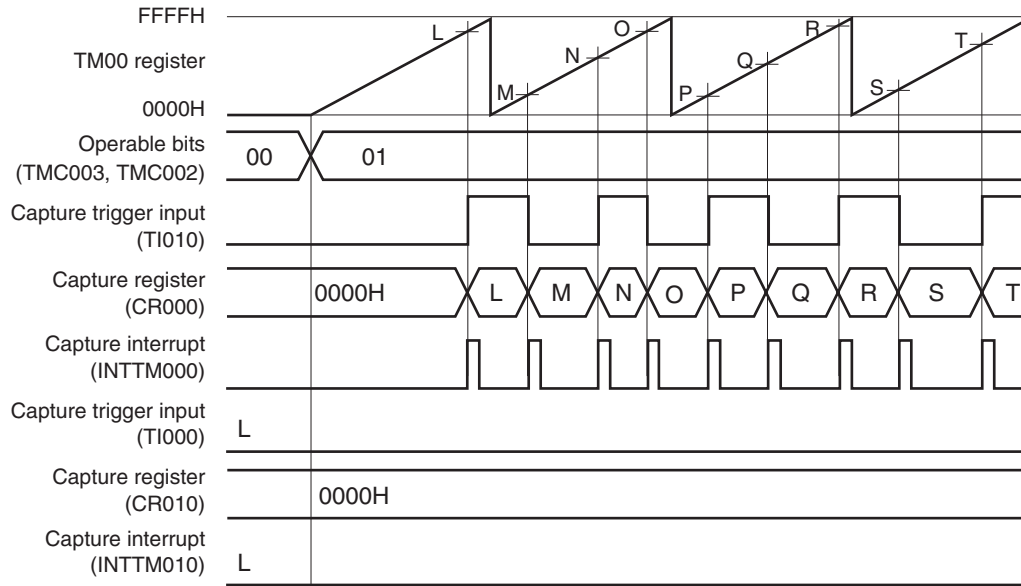 FFFFH
TM00 register
0000H
L M N O P Q R S T
Operable bits
(TMC003, TMC002)
00 01
Capture trigger input
(TI010)
Capture register
(CR000)
0000H L M N O P Q R S T
Capture interrupt
(INTTM000)
Capture trigger input
(TI000)
L
Capture register
(CR010)
0000H
Capture interrupt
(INTTM010)
L